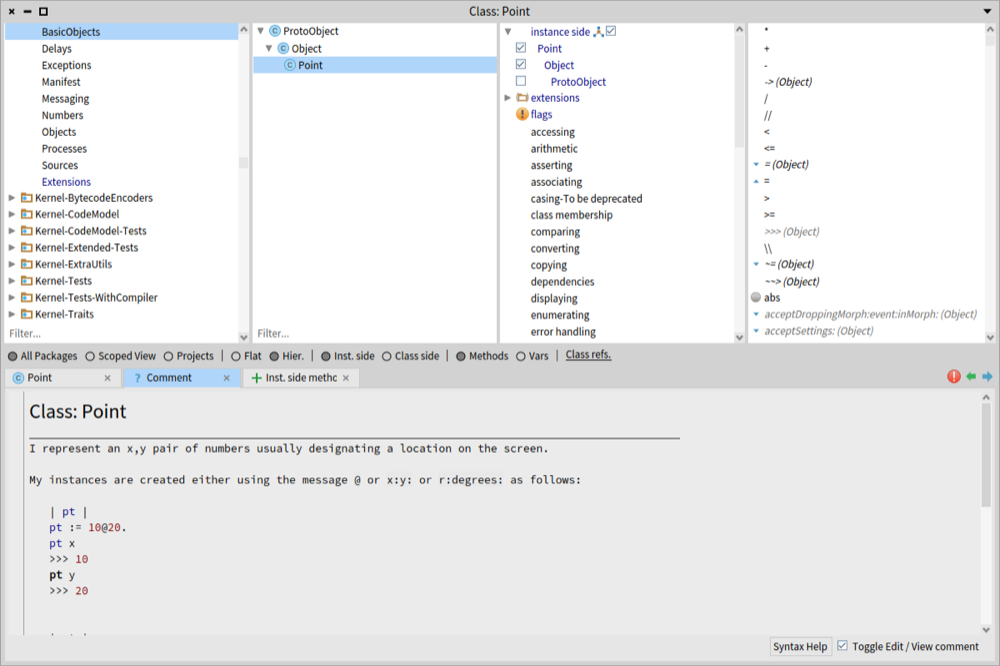 Class: Point
BasicObjects
Delays
Exceptions
Manifest
Messaging
Numbers
Objects
Processes
Sources
Extensions
Kernel-BytecodeEncoders
Kernel-CodeModel
Kernel-CodeModel-Tests
Kernel-Extended-Tests
Kernel-ExtraUtils
Kernel-Tests
Kernel-Tests-WithCompiler
Kernel-Traits
Filter...
ProtoObject
Object
Point
Filter...
instance side
Point
Object
ProtoObject
extensions
flags
accessing
arithmetic
asserting
associating
casing-To be deprecated
class membership
comparing
converting
copying
dependencies
displaying
enumerating
error handling
*
+
-
-> (Object)
/
//
<
<=
= (Object)
=
>
>=
>>> (Object)
\\
~= (Object)
~~> (Object)
abs
acceptDroppingMorph:event:inMorph: (Object)
acceptSettings: (Object)
All Packages Scoped View Projects | Flat Hier. | Inst. side Class side | Methods Vars | Class refs.
Point Comment Inst. side methc
Class: Point
I represent an x,y pair of numbers usually designating a location on the screen.
My instances are created either using the message @ or x:y: or r:degrees: as follows:
| pt |
pt := 10@20.
pt x
>>> 10
pt y
>>> 20
Syntax Help Toggle Edit / View comment